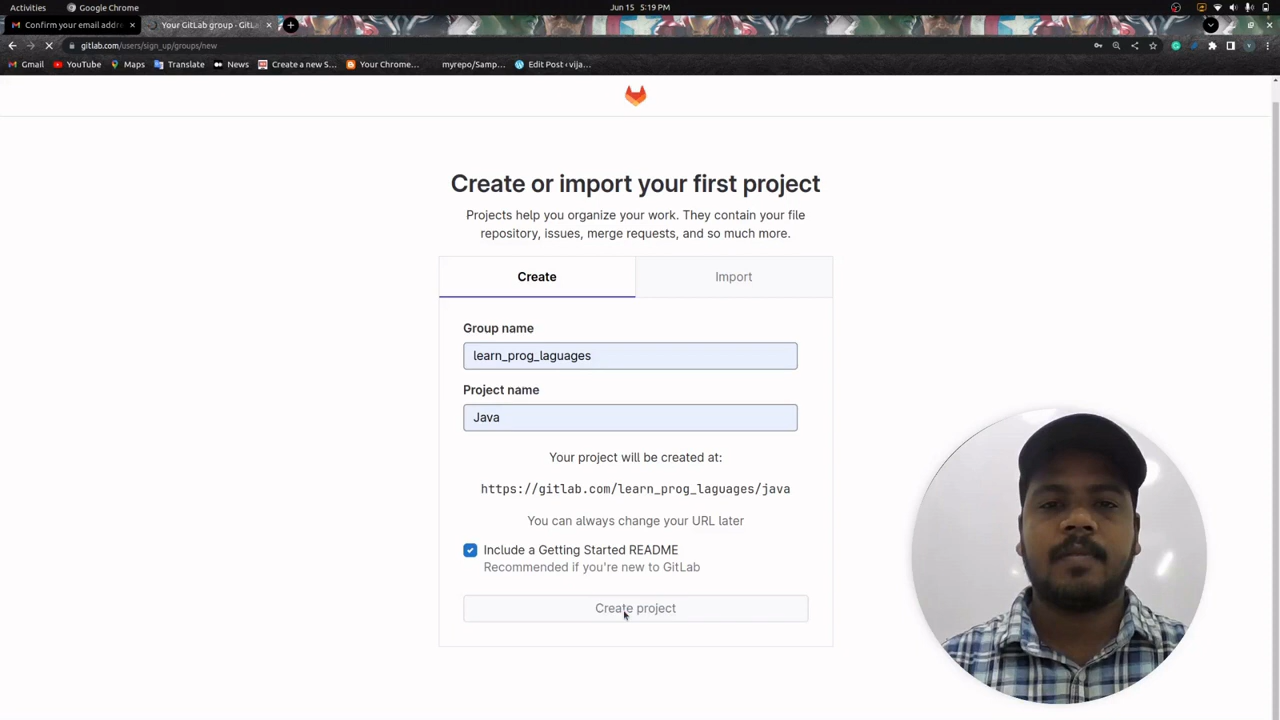 Activities
Google Chrome
Jun 15 5:19 PM
Confirm your email addre
Your GitLab group · GitL
gitlab.com/users/sign_up/groups/new
Gmail
YouTube
Maps
Translate
News
Create a new S...
Your Chrome...
myrepo/Samp...
Edit Post ‹ vija...
Create or import your first project
Projects help you organize your work. They contain your file
repository, issues, merge requests, and so much more.
Create
Import
Group name
learn_prog_laguages
Project name
Java
Your project will be created at:
https://gitlab.com/learn_prog_laguages/java
You can always change your URL later
Include a Getting Started README
Recommended if you're new to GitLab
Create project